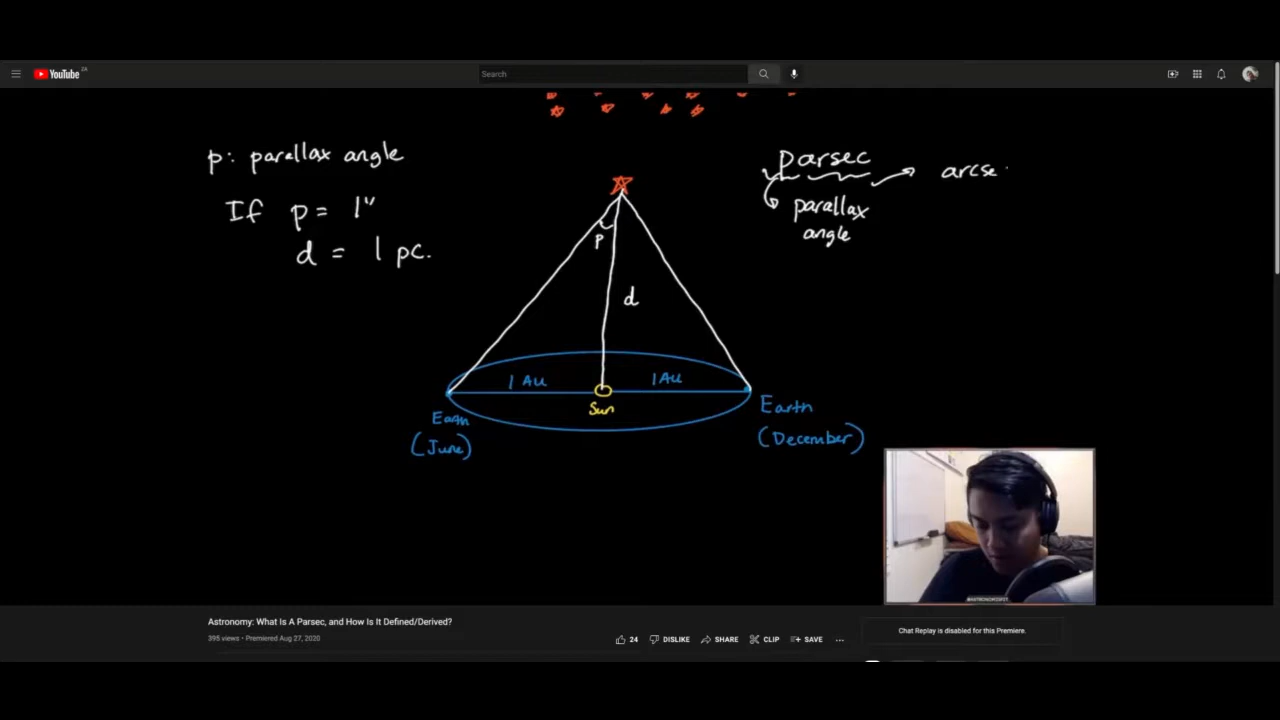 YouTube ZA
Search
p: parallax angle
If p = 1"
d = 1 pc.
parsec
arcse
parallax
angle
p
d
1 Au
1 Au
Sun
Earth
(June)
Earth
(December)
Astronomy: What Is A Parsec, and How Is It Defined/Derived?
395 views • Premiered Aug 27, 2020
24
DISLIKE
SHARE
CLIP
SAVE
Chat Replay is disabled for this Premiere.